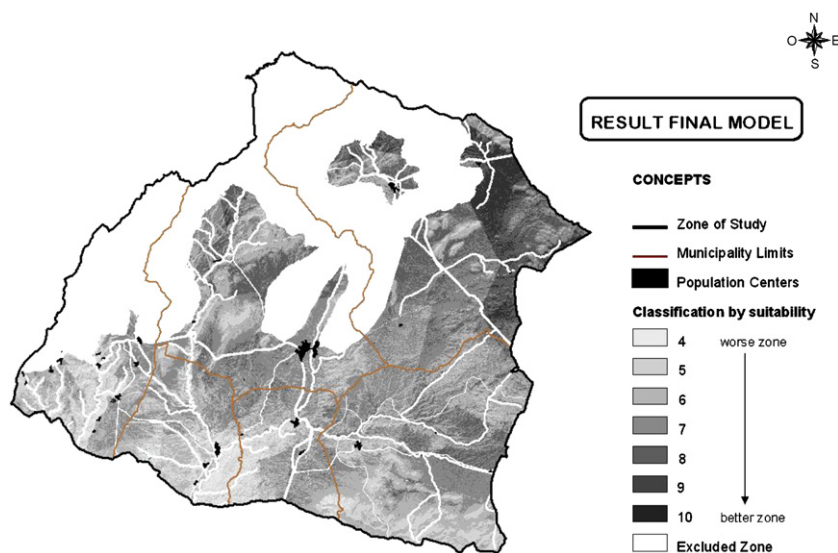 N
O E
S
RESULT FINAL MODEL
CONCEPTS
Zone of Study
Municipality Limits
Population Centers
Classification by suitability
4 worse zone
5
6
7
8
9
10 better zone
Excluded Zone